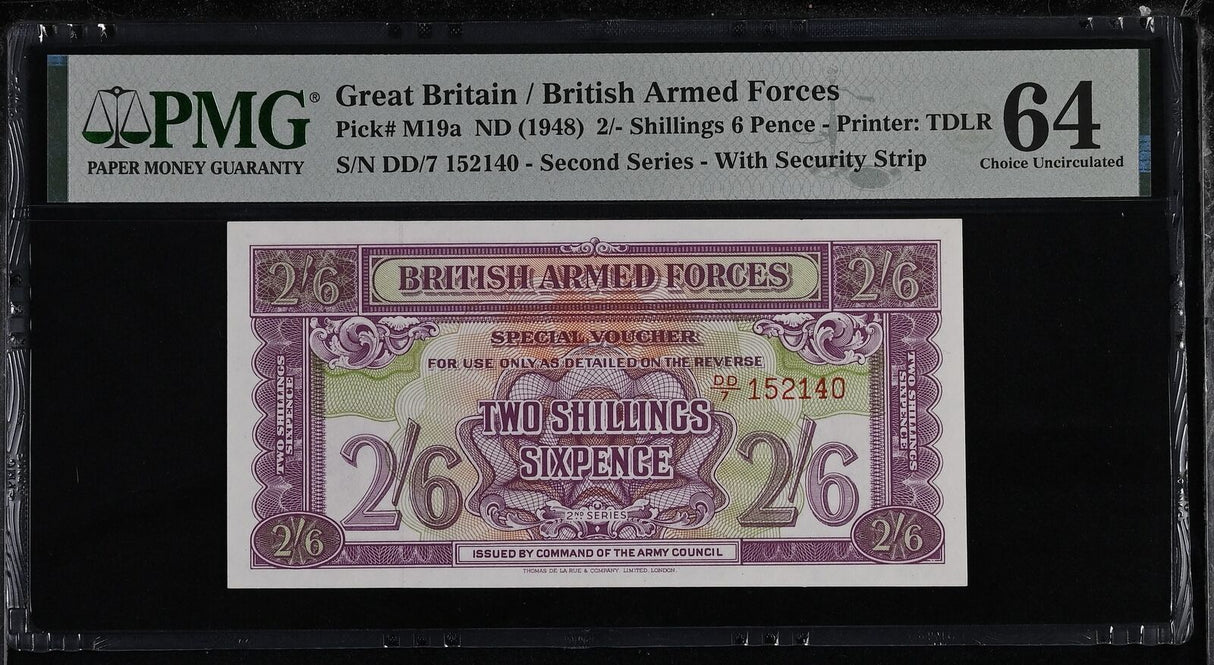 PMG®
PAPER MONEY GUARANTY
Great Britain / British Armed Forces
Pick# M19a ND (1948) 2/- Shillings 6 Pence - Printer: TDLR
S/N DD/7 152140 - Second Series - With Security Strip
64
Choice Uncirculated
2/6
BRITISH ARMED FORCES
2/6
SPECIAL VOUCHER
FOR USE ONLY AS DETAILED ON THE REVERSE
DD/7 152140
TWO SHILLINGS
SIXPENCE
TWO SHILLINGS
SIXPENCE
TWO SHILLINGS
SIXPENCE
2/6
2/6
2ND SERIES
2/6
ISSUED BY COMMAND OF THE ARMY COUNCIL
2/6
THOMAS DE LA RUE & COMPANY, LIMITED, LONDON.